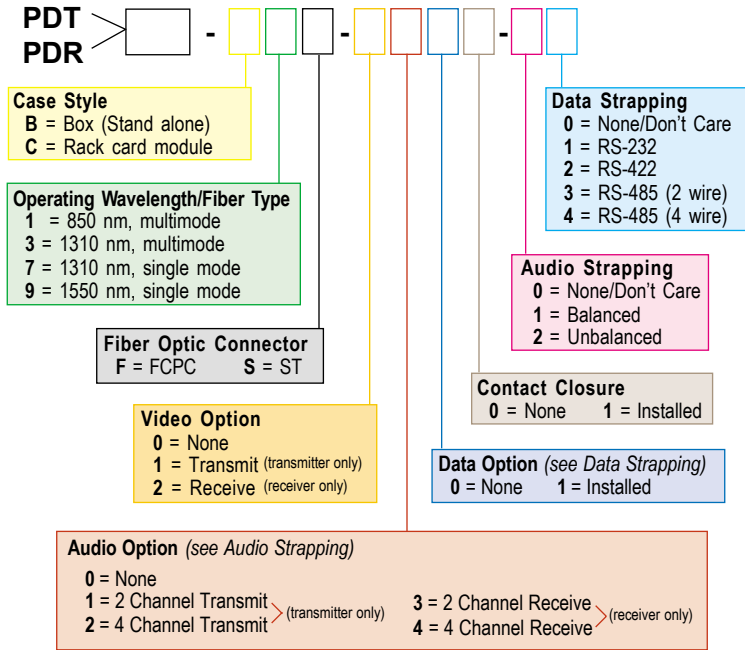 PDT
PDR
- - -
Case Style
B = Box (Stand alone)
C = Rack card module
Operating Wavelength/Fiber Type
1 = 850 nm, multimode
3 = 1310 nm, multimode
7 = 1310 nm, single mode
9 = 1550 nm, single mode
Fiber Optic Connector
F = FCPC S = ST
Video Option
0 = None
1 = Transmit (transmitter only)
2 = Receive (receiver only)
Data Strapping
0 = None/Don't Care
1 = RS-232
2 = RS-422
3 = RS-485 (2 wire)
4 = RS-485 (4 wire)
Audio Strapping
0 = None/Don't Care
1 = Balanced
2 = Unbalanced
Contact Closure
0 = None 1 = Installed
Data Option (see Data Strapping)
0 = None 1 = Installed
Audio Option (see Audio Strapping)
0 = None
1 = 2 Channel Transmit
2 = 4 Channel Transmit
(transmitter only)
3 = 2 Channel Receive
4 = 4 Channel Receive
(receiver only)